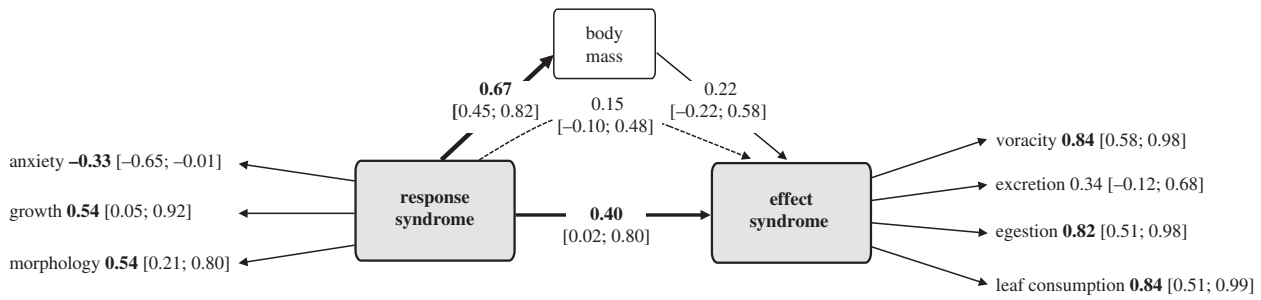 body
mass
0.67
[0.45; 0.82]
0.15
[–0.10; 0.48]
0.22
[–0.22; 0.58]
anxiety –0.33 [–0.65; –0.01]
growth 0.54 [0.05; 0.92]
morphology 0.54 [0.21; 0.80]
response
syndrome
0.40
[0.02; 0.80]
effect
syndrome
voracity 0.84 [0.58; 0.98]
excretion 0.34 [–0.12; 0.68]
egestion 0.82 [0.51; 0.98]
leaf consumption 0.84 [0.51; 0.99]